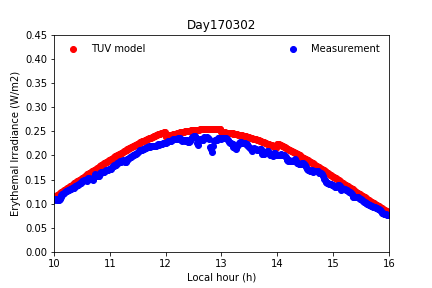 Day170302
TUV model
Measurement
Erythemal Irradiance (W/m2)
0.45
0.40
0.35
0.30
0.25
0.20
0.15
0.10
0.05
0.00
10 11 12 13 14 15 16
Local hour (h)